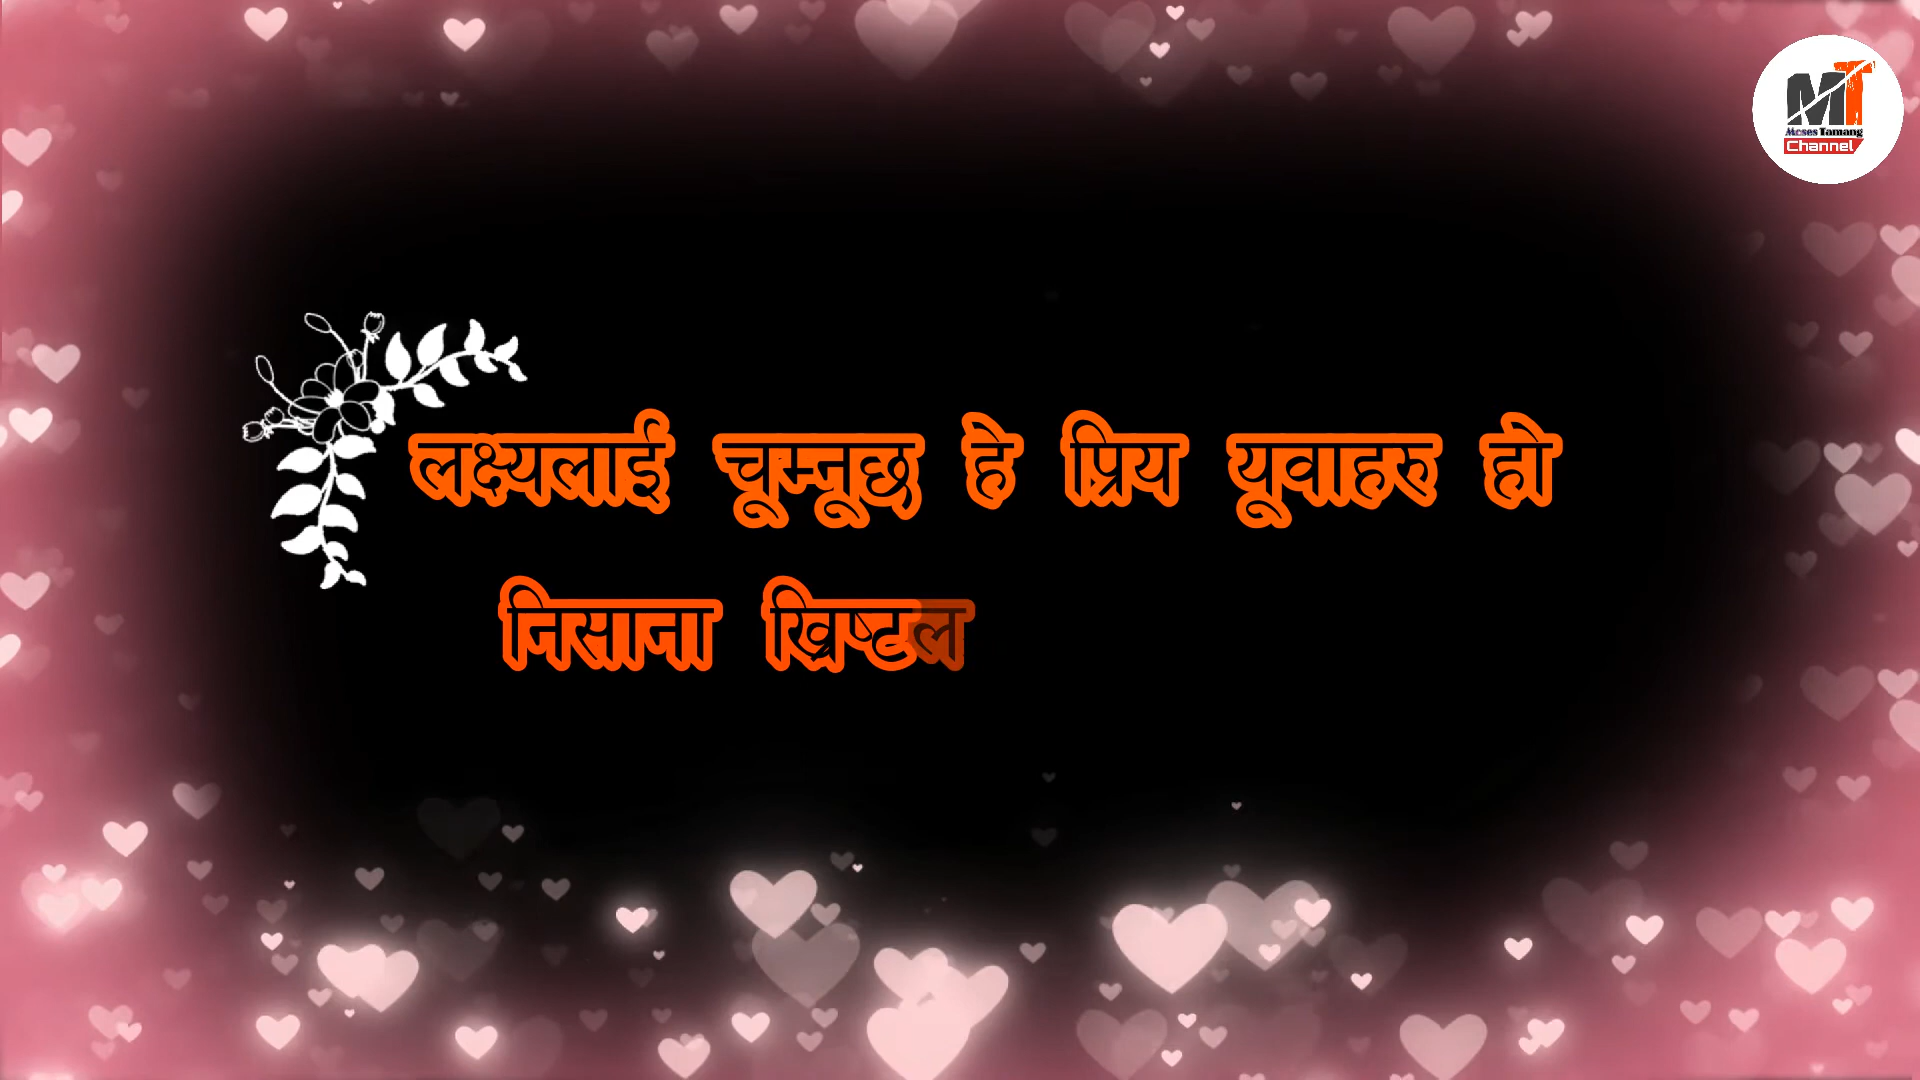 MT
Moses Tamang
Channel
लक्ष्यलाई चूम्नूछ हे प्रिय यूवाहरु हो
निसाना ख्रिष्टल